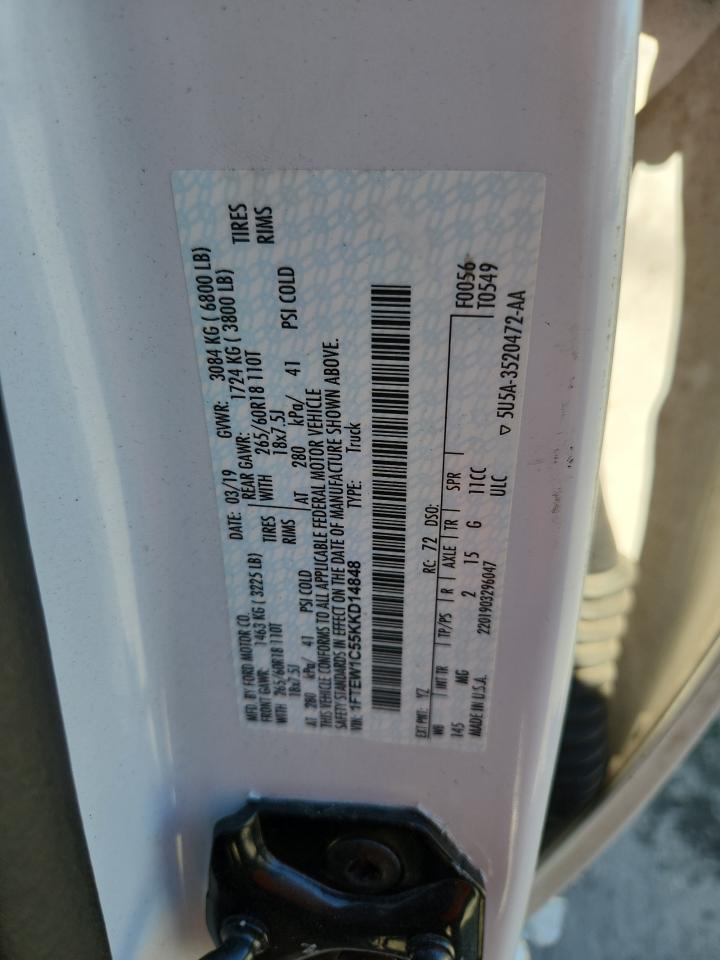 MFD. BY FORD MOTOR CO.
DATE: 03/19 GVWR: 3084 KG ( 6800 LB)
FRONT GAWR: 1463 KG ( 3225 LB) REAR GAWR: 1724 KG ( 3800 LB)
WITH 265/60R18 110T TIRES WITH 265/60R18 110T TIRES
18x7.5J RIMS 18x7.5J RIMS
AT 280 kPa/ 41 PSI COLD AT 280 kPa/ 41 PSI COLD
THIS VEHICLE CONFORMS TO ALL APPLICABLE FEDERAL MOTOR VEHICLE
SAFETY STANDARDS IN EFFECT ON THE DATE OF MANUFACTURE SHOWN ABOVE.
VIN: 1FTEW1C55KKD14848 TYPE: Truck
EXT PNT: YZ RC: 72 DSO:
WB INT TR TP/PS R AXLE TR SPR F0056
145 MG 2 15 G 11CC T0549
MADE IN U.S.A. 2201903296047 ULC ▽ 5U5A-3520472-AA